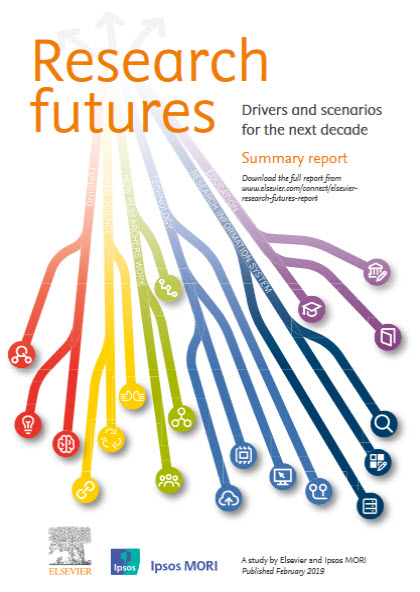 Research
futures
Drivers and scenarios
for the next decade
Summary report
Download the full report from
www.elsevier.com/connect/elsevier-
research-futures-report
FUNDING
HOW RESEARCHERS WORK
TECHNOLOGY
RESEARCH INFORMATION SYSTEM
EDUCATION
ELSEVIER
Ipsos
Ipsos MORI
A study by Elsevier and Ipsos MORI
Published February 2019